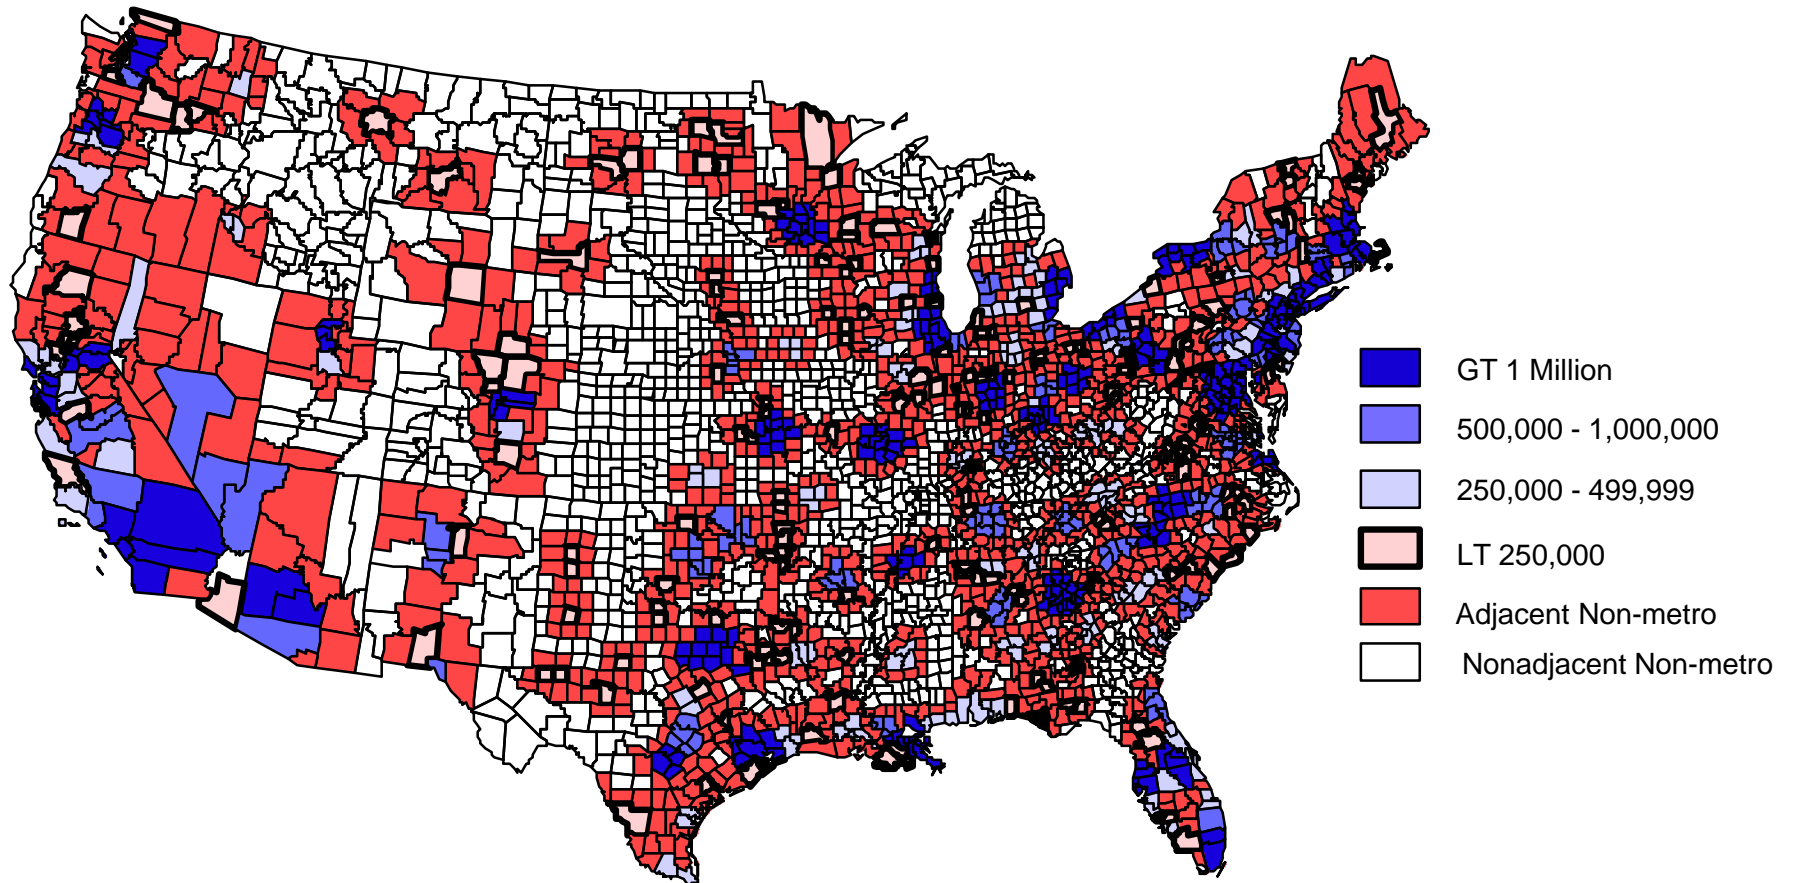 GT 1 Million
500,000 - 1,000,000
250,000 - 499,999
LT 250,000
Adjacent Non-metro
Nonadjacent Non-metro